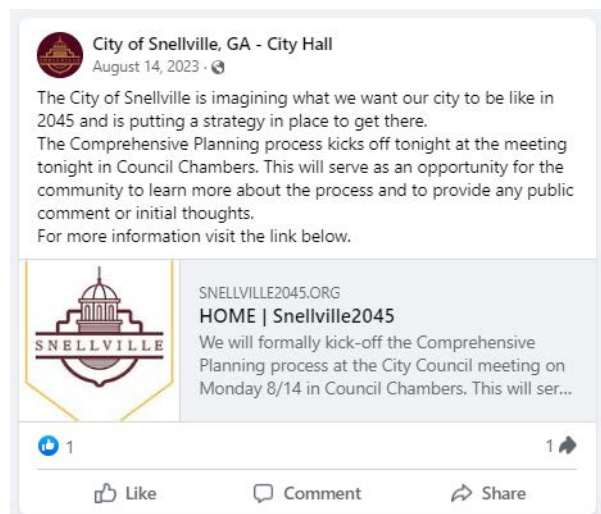 City of Snellville, GA - City Hall
August 14, 2023 ·
The City of Snellville is imagining what we want our city to be like in
2045 and is putting a strategy in place to get there.
The Comprehensive Planning process kicks off tonight at the meeting
tonight in Council Chambers. This will serve as an opportunity for the
community to learn more about the process and to provide any public
comment or initial thoughts.
For more information visit the link below.
SNELLVILLE
SNELLVILLE2045.ORG
HOME | Snellville2045
We will formally kick-off the Comprehensive
Planning process at the City Council meeting on
Monday 8/14 in Council Chambers. This will ser...
1
1
Like
Comment
Share